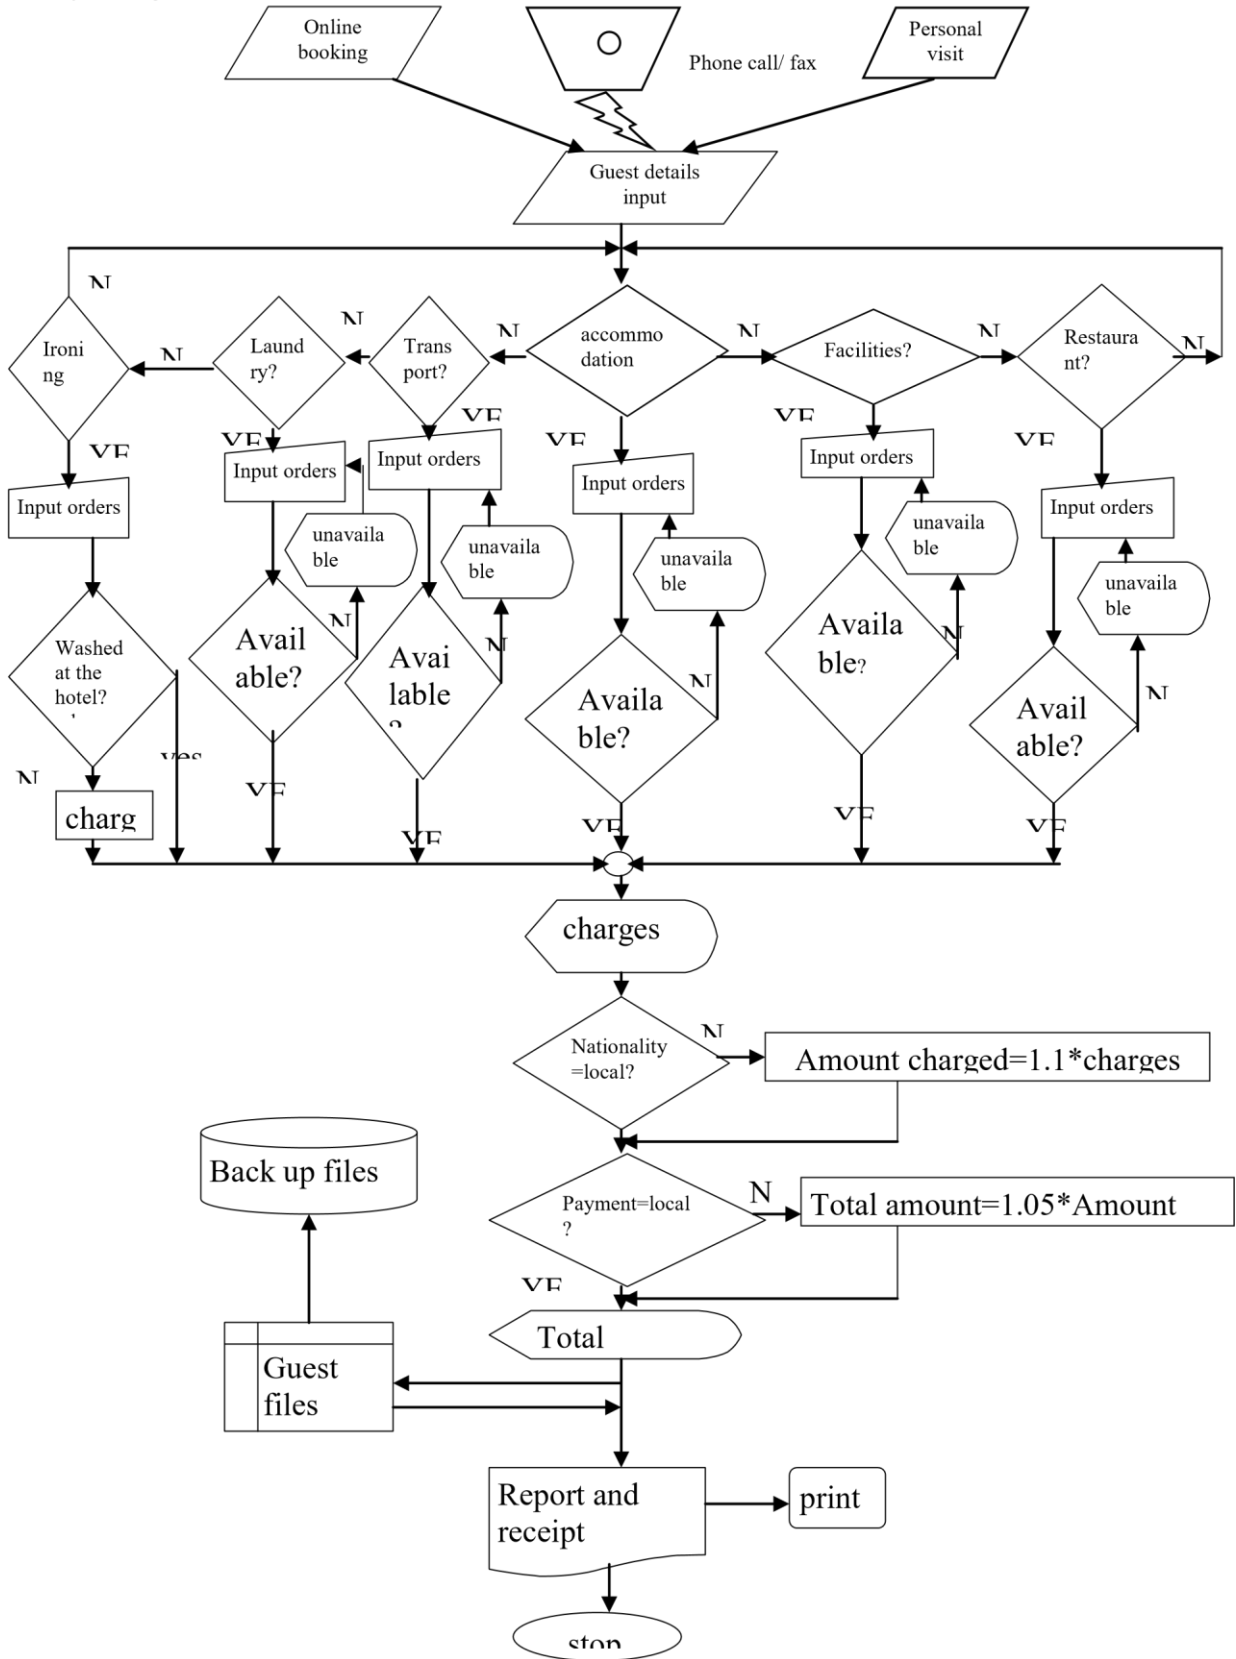 Online
booking
Phone call/ fax
Personal
visit
Guest details
input
N
Ironi
ng
N
Laund
ry?
N
Trans
port?
N
accommo
dation
N
Facilities?
N
Restaura
nt?
N
Input orders
Input orders
Input orders
Input orders
Input orders
Input orders
unavaila
ble
unavaila
ble
unavaila
ble
unavaila
ble
unavaila
ble
Washed
at the
hotel?
N
yes
charg
Avail
able?
N
Avai
lable
?
N
Availa
ble?
N
Availa
ble?
N
Avail
able?
N
charges
Nationality
=local?
N
Amount charged=1.1*charges
Payment=local
?
N
Total amount=1.05*Amount
Back up files
Total
Guest
files
Report and
receipt
print
stop